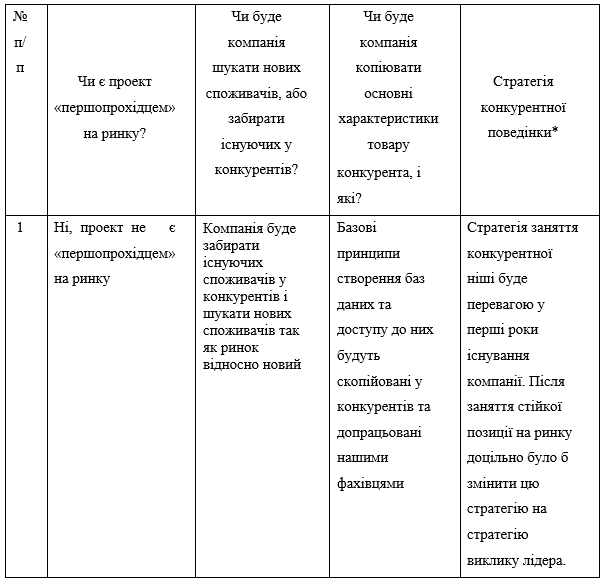 №
п/
п
Чи є проект
«першопрохідцем»
на ринку?
Чи буде
компанія
шукати нових
споживачів, або
забирати
існуючих у
конкурентів?
Чи буде
компанія
копіювати
основні
характеристики
товару
конкурента, і
які?
Стратегія
конкурентної
поведінки*
1
Ні, проект не є
«першопрохідцем»
на ринку
Компанія буде
забирати
існуючих
споживачів у
конкурентів і
шукати нових
споживачів так
як ринок
відносно новий
Базові
принципи
створення баз
даних та
доступу до них
будуть
скопійовані у
конкурентів та
допрацьовані
нашими
фахівцями
Стратегія заняття
конкурентної
ніші буде
перевагою у
перші роки
існування
компанії. Після
заняття стійкої
позиції на ринку
доцільно було б
змінити цю
стратегію на
стратегію
виклику лідера.